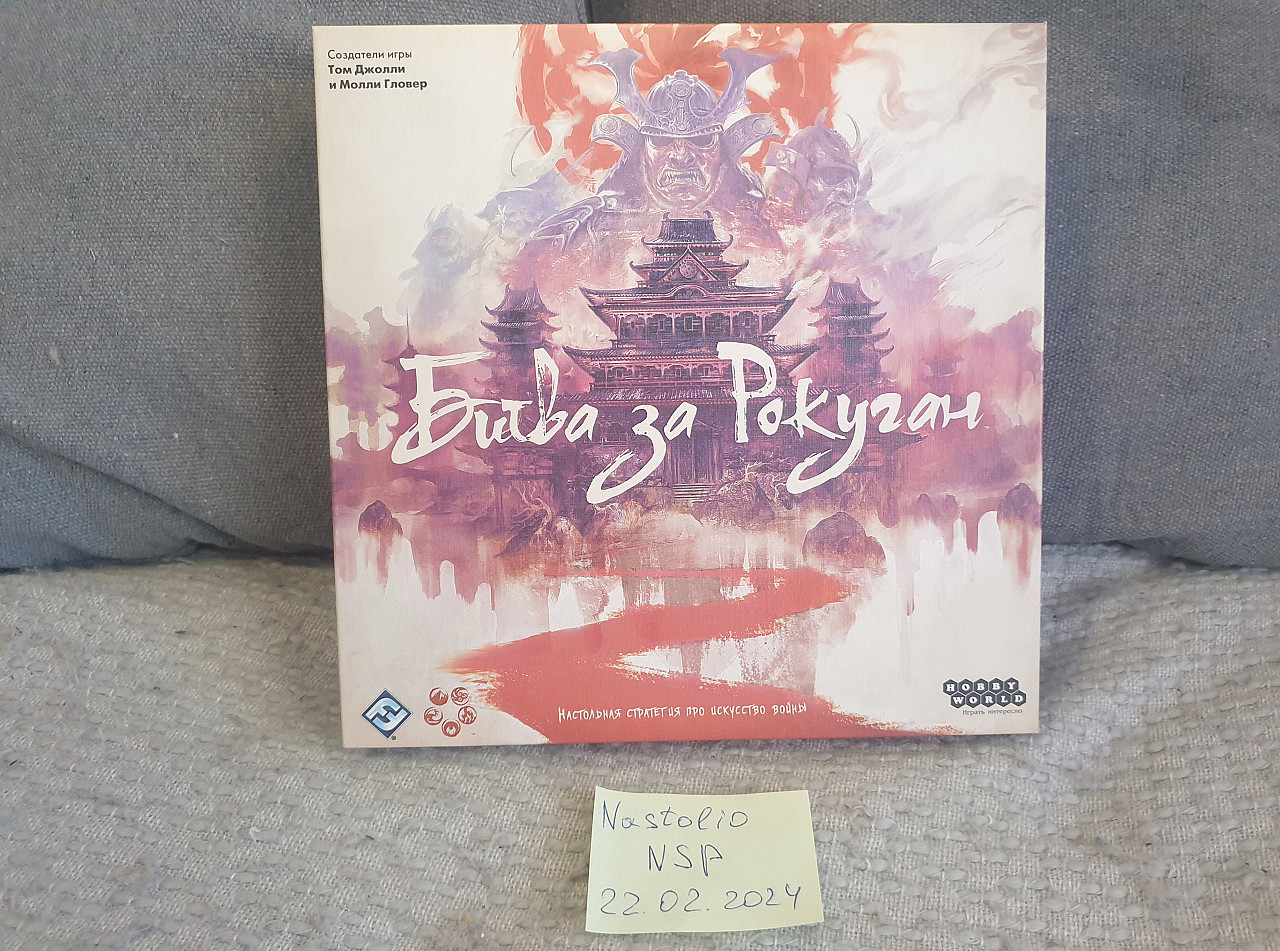 Создатели игры
Том Джолли
и Молли Гловер
Битва за Рокуган
Настольная стратегия про искусство войны
HOBBY
WORLD
Играть интересно
Nastolio
NSP
22.02.2024